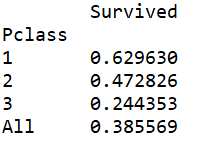 Survived
Pclass
1 0.629630
2 0.472826
3 0.244353
All 0.385569